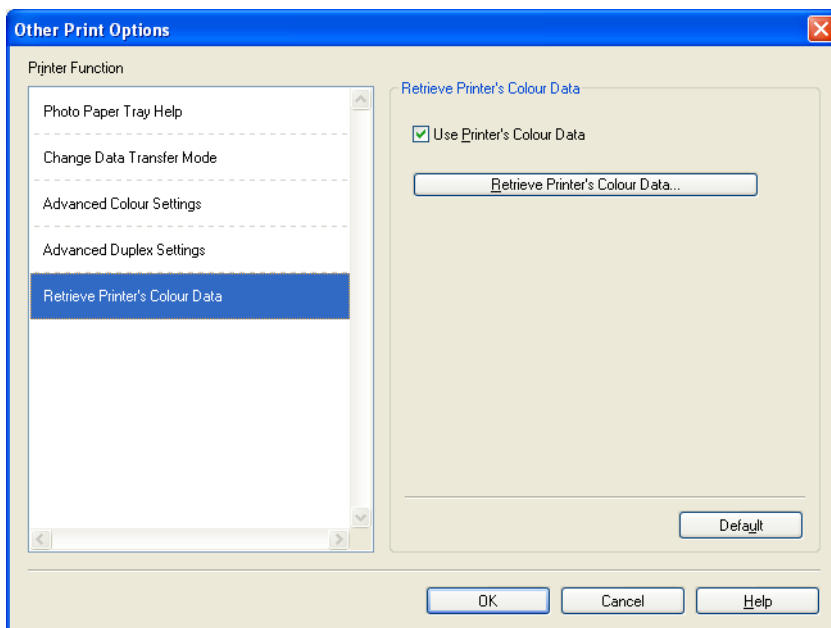 Other Print Options
Printer Function
Photo Paper Tray Help
Change Data Transfer Mode
Advanced Colour Settings
Advanced Duplex Settings
Retrieve Printer's Colour Data
Retrieve Printer's Colour Data
Use Printer's Colour Data
Retrieve Printer's Colour Data...
Default
OK Cancel Help